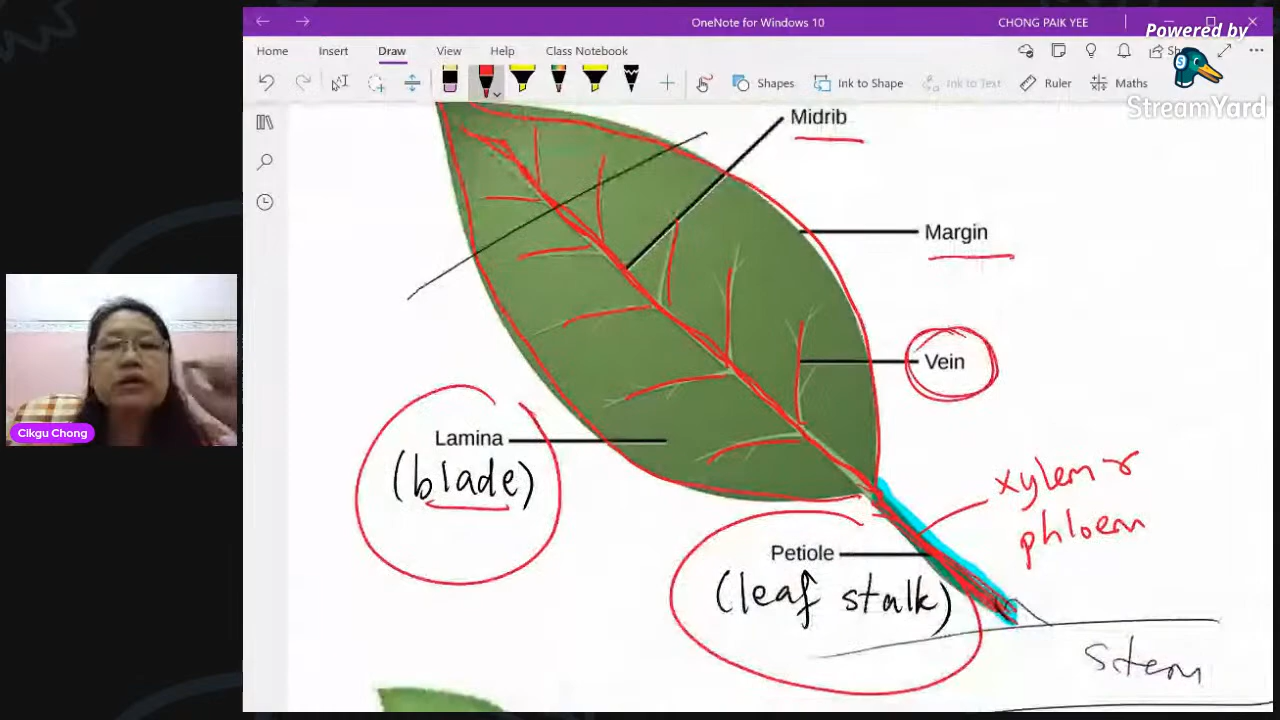 OneNote for Windows 10
CHONG PAIK YEE
Powered by
StreamYard
Home Insert Draw View Help Class Notebook
Shapes Ink to Shape Ink to Text Ruler Maths
Midrib
Margin
Vein
Lamina
(blade)
xylem &
phloem
Petiole
(leaf stalk)
Stem
Cikgu Chong